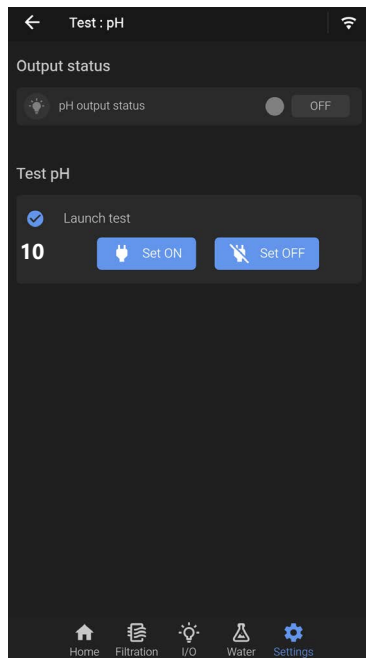 Test : pH
Output status
pH output status OFF
Test pH
Launch test
10 Set ON Set OFF
Home Filtration I/O Water Settings